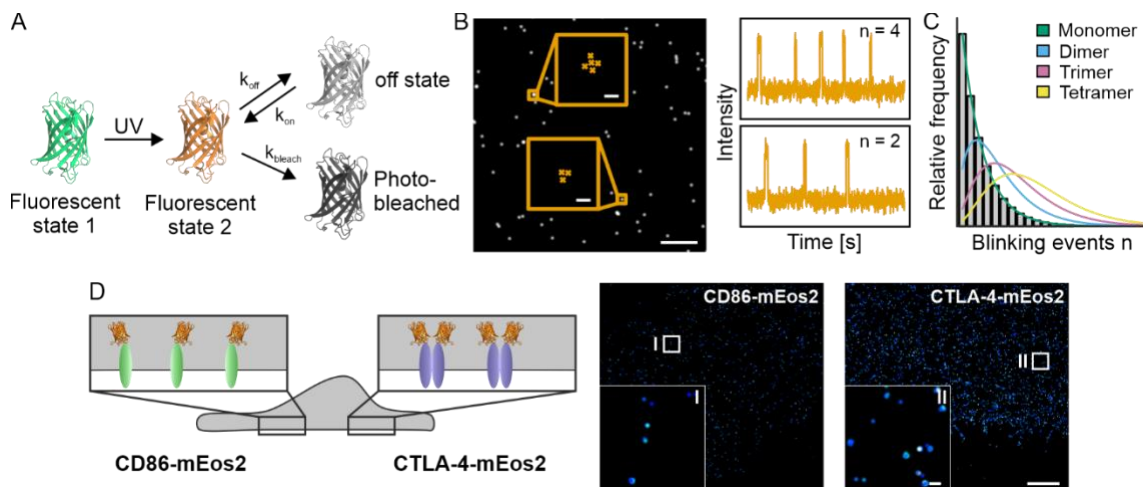 A
UV
k_off
k_on
k_bleach
off state
Photo-
bleached
Fluorescent
state 1
Fluorescent
state 2
B
n = 4
n = 2
Intensity
Time [s]
C
Monomer
Dimer
Trimer
Tetramer
Relative frequency
Blinking events n
D
CD86-mEos2
CTLA-4-mEos2
CD86-mEos2
I
I
CTLA-4-mEos2
II
II